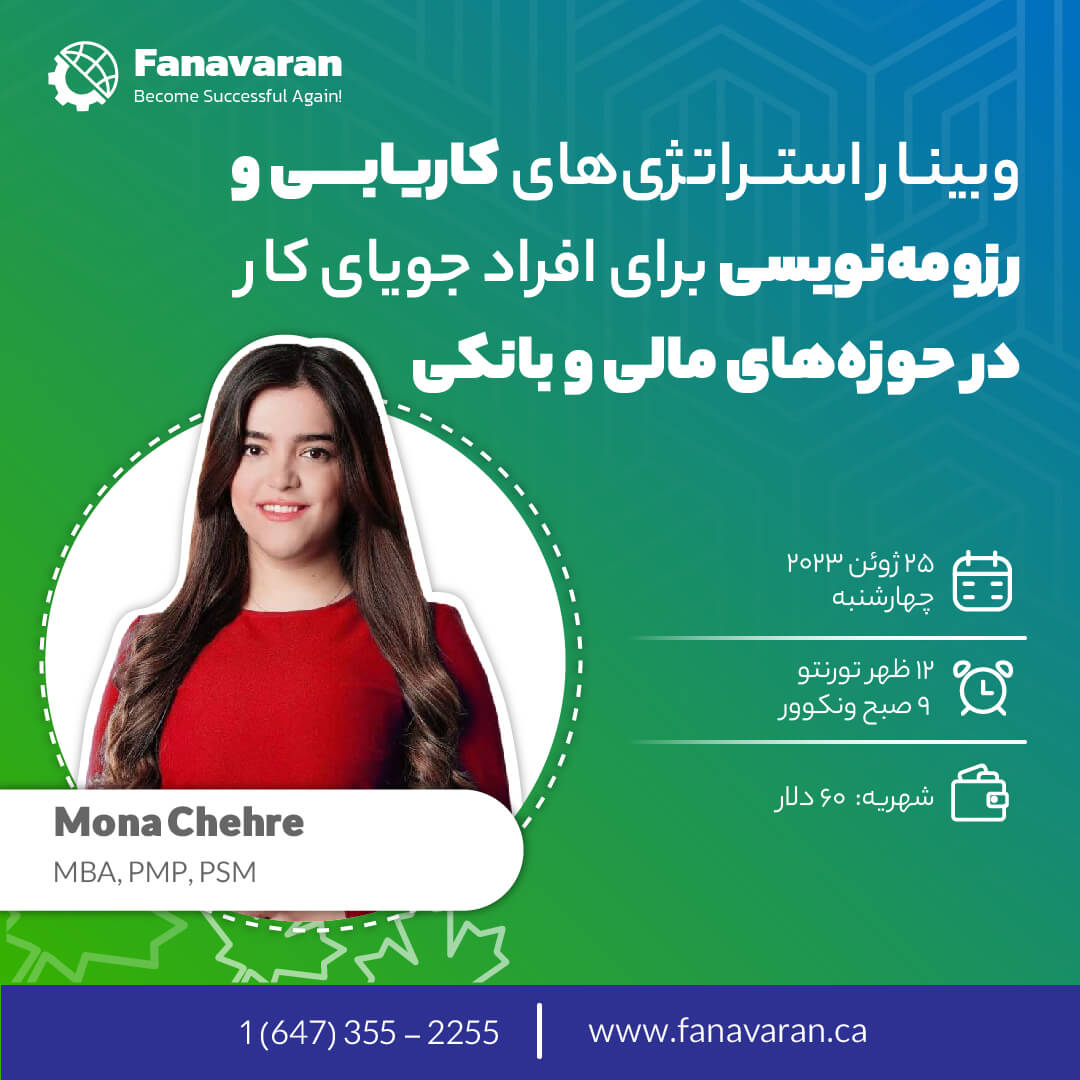 Fanavaran
Become Successful Again!
وبینار استراتژی‌های کاریابی و
رزومه‌نویسی برای افراد جویای کار
در حوزه‌های مالی و بانکی
۲۵ ژوئن ۲۰۲۳
چهارشنبه
۱۲ ظهر تورنتو
۹ صبح ونکوور
شهریه: ۶۰ دلار
Mona Chehre
MBA, PMP, PSM
1 (647) 355 – 2255
www.fanavaran.ca